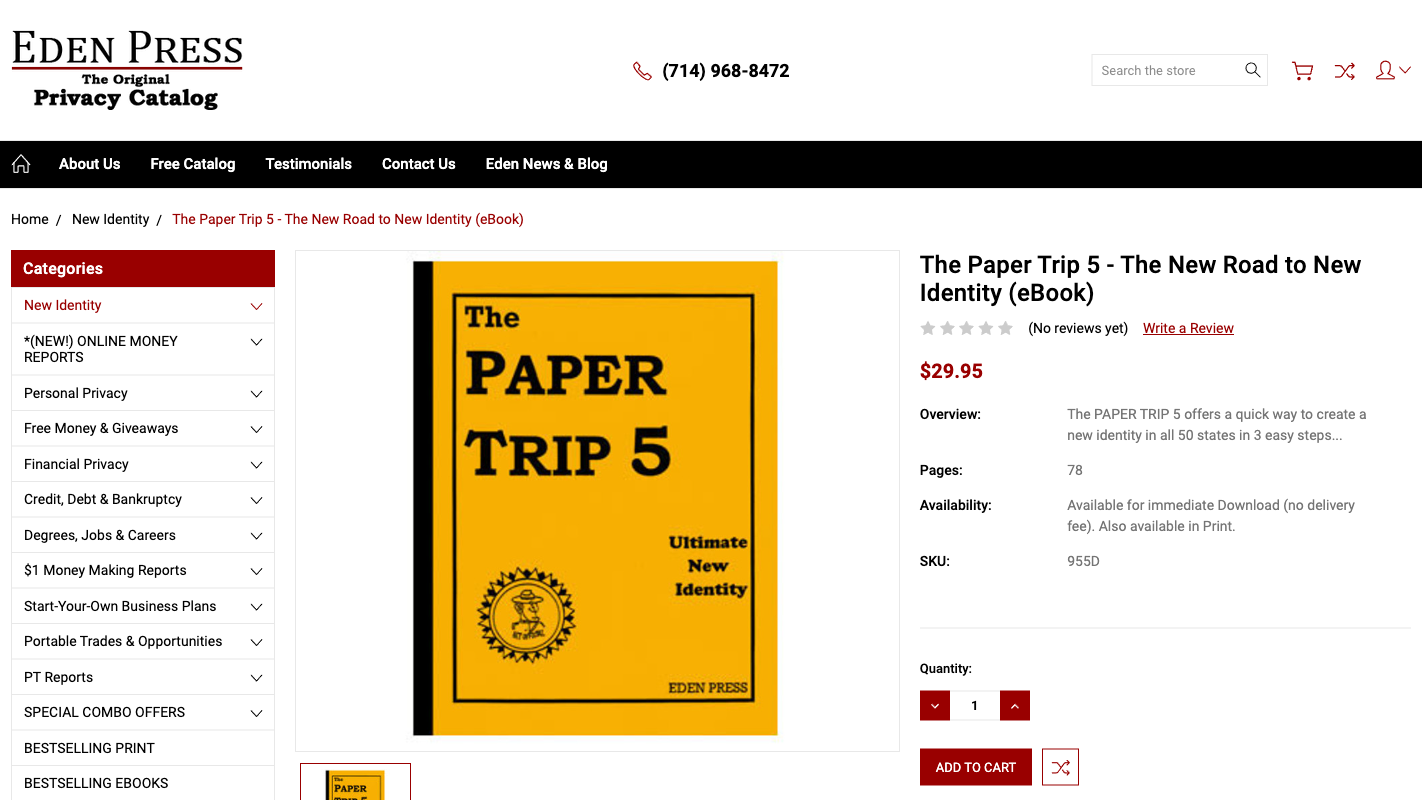 EDEN PRESS
The Original
Privacy Catalog
(714) 968-8472
Search the store
About Us
Free Catalog
Testimonials
Contact Us
Eden News & Blog
Home / New Identity / The Paper Trip 5 - The New Road to New Identity (eBook)
Categories
New Identity
*(NEW!) ONLINE MONEY
REPORTS
Personal Privacy
Free Money & Giveaways
Financial Privacy
Credit, Debt & Bankruptcy
Degrees, Jobs & Careers
$1 Money Making Reports
Start-Your-Own Business Plans
Portable Trades & Opportunities
PT Reports
SPECIAL COMBO OFFERS
BESTSELLING PRINT
BESTSELLING EBOOKS
The
PAPER
TRIP 5
Ultimate
New
Identity
EDEN PRESS
The
PAPER
The Paper Trip 5 - The New Road to New
Identity (eBook)
(No reviews yet) Write a Review
$29.95
Overview: The PAPER TRIP 5 offers a quick way to create a
new identity in all 50 states in 3 easy steps...
Pages: 78
Availability: Available for immediate Download (no delivery
fee). Also available in Print.
SKU: 955D
Quantity:
1
ADD TO CART